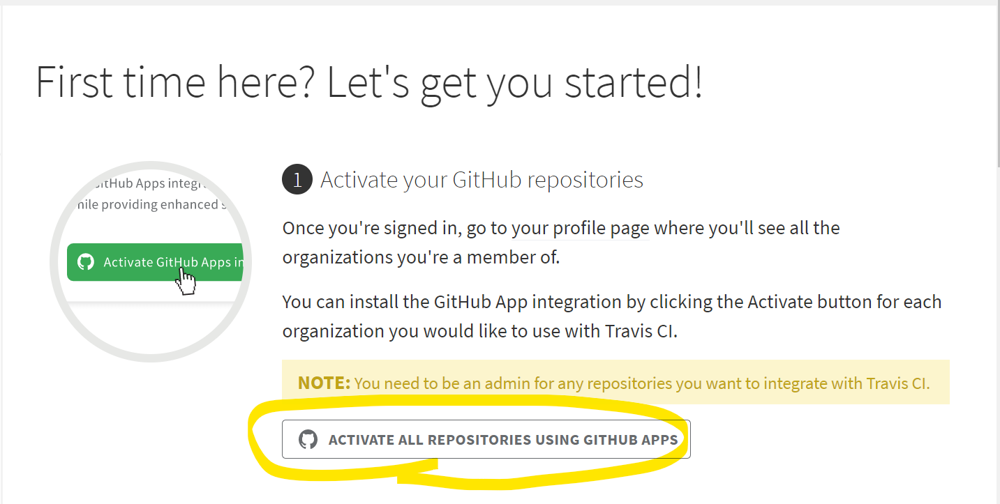 First time here? Let's get you started!
GitHub Apps integr
while providing enhanced s
Activate GitHub Apps in
1 Activate your GitHub repositories
Once you're signed in, go to your profile page where you'll see all the
organizations you're a member of.
You can install the GitHub App integration by clicking the Activate button for each
organization you would like to use with Travis CI.
NOTE: You need to be an admin for any repositories you want to integrate with Travis CI.
ACTIVATE ALL REPOSITORIES USING GITHUB APPS